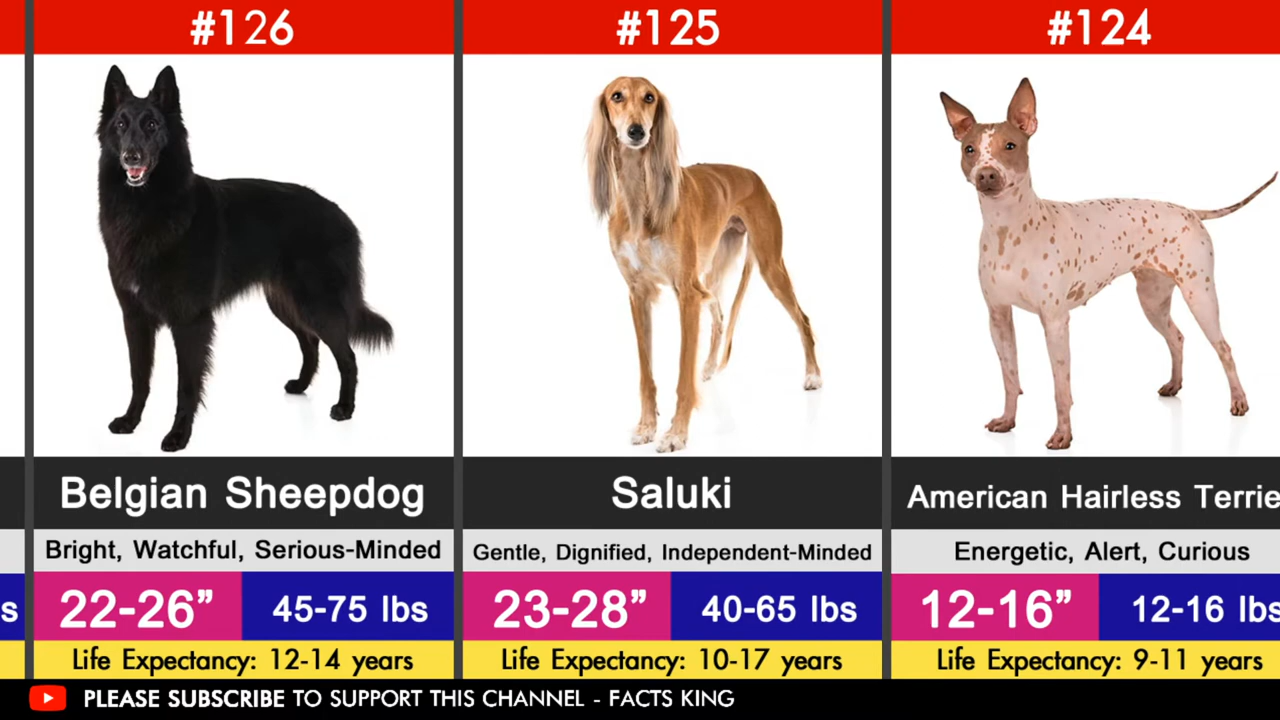 #126
#125
#124
Belgian Sheepdog
Saluki
American Hairless Terrie
Bright, Watchful, Serious-Minded
Gentle, Dignified, Independent-Minded
Energetic, Alert, Curious
s
22-26”
45-75 lbs
23-28”
40-65 lbs
12-16”
12-16 lbs
Life Expectancy: 12-14 years
Life Expectancy: 10-17 years
Life Expectancy: 9-11 years
PLEASE SUBSCRIBE TO SUPPORT THIS CHANNEL - FACTS KING